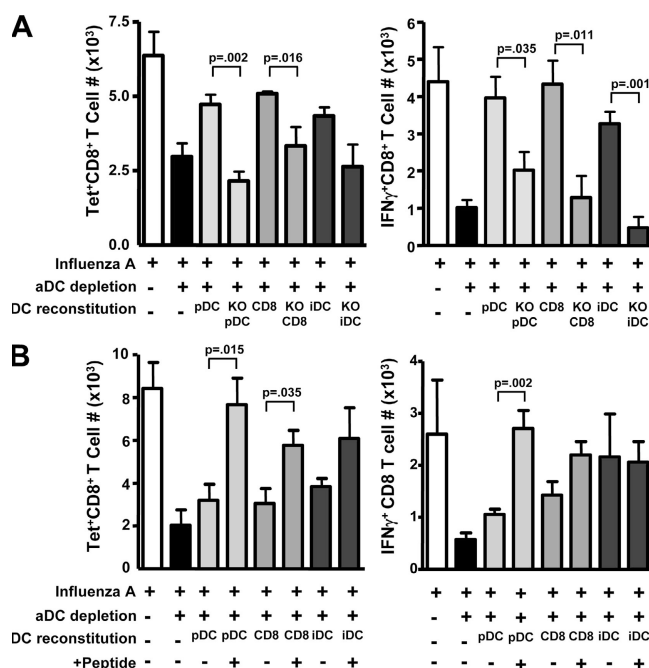 A
Tet+CD8+ T Cell # (x10³)
7.5
5.0
2.5
0.0
p=.002
p=.016
Influenza A + + + + + + + +
aDC depletion - + + + + + + +
DC reconstitution - - pDC KO pDC CD8 KO CD8 iDC KO iDC
IFNγ+CD8+ T Cell # (x10³)
6
5
4
3
2
1
0
p=.035
p=.011
p=.001
+ + + + + + + +
- + + + + + + +
- - pDC KO pDC CD8 KO CD8 iDC KO iDC
B
Tet+CD8+ T Cell # (x10³)
10
8
6
4
2
0
p=.015
p=.035
Influenza A + + + + + + + +
aDC depletion - + + + + + + +
DC reconstitution - - pDC pDC CD8 CD8 iDC iDC
+Peptide - - - + - + - +
IFNγ+ CD8 T cell # (x10³)
4
3
2
1
0
p=.002
+ + + + + + + +
- + + + + + + +
- - pDC pDC CD8 CD8 iDC iDC
- - - + - + - +